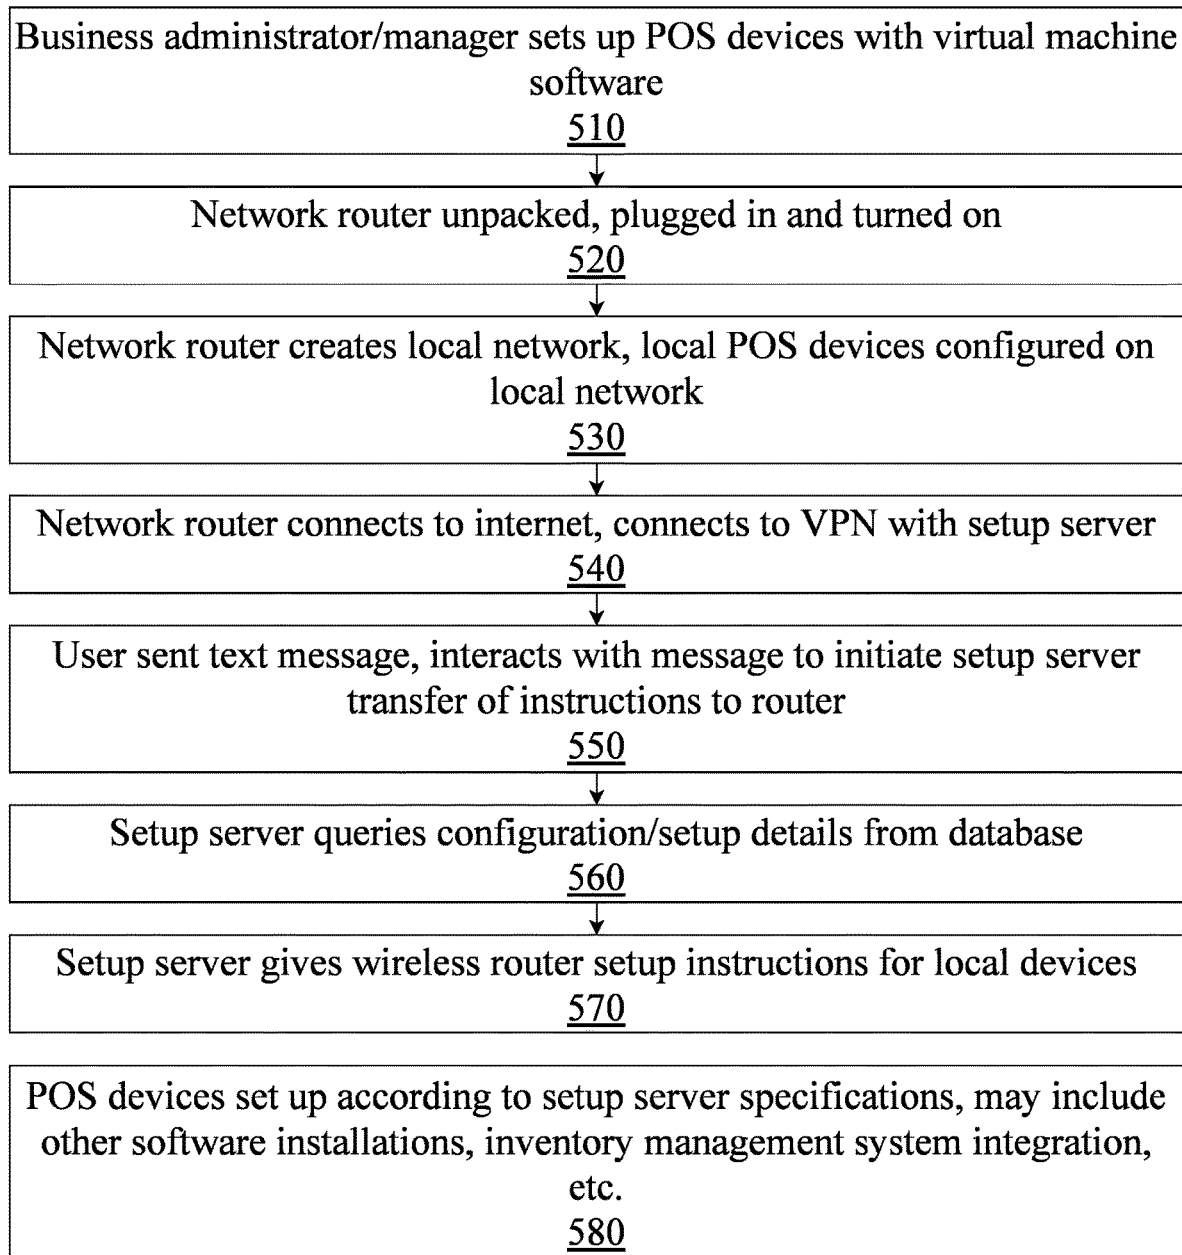 Business administrator/manager sets up POS devices with virtual machine
software
510
Network router unpacked, plugged in and turned on
520
Network router creates local network, local POS devices configured on
local network
530
Network router connects to internet, connects to VPN with setup server
540
User sent text message, interacts with message to initiate setup server
transfer of instructions to router
550
Setup server queries configuration/setup details from database
560
Setup server gives wireless router setup instructions for local devices
570
POS devices set up according to setup server specifications, may include
other software installations, inventory management system integration,
etc.
580